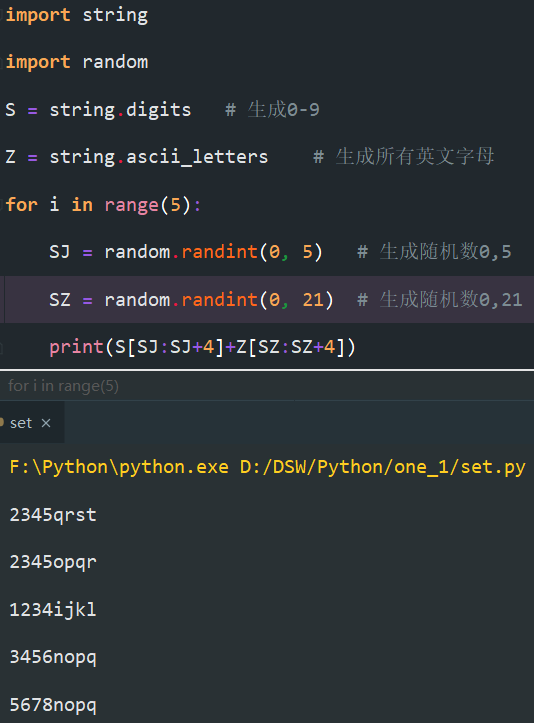 import string
import random
S = string.digits   # 生成0-9
Z = string.ascii_letters    # 生成所有英文字母
for i in range(5):
    SJ = random.randint(0, 5)   # 生成随机数0,5
    SZ = random.randint(0, 21)  # 生成随机数0,21
    print(S[SJ:SJ+4]+Z[SZ:SZ+4])
for i in range(5)
set ×
F:\Python\python.exe D:/DSW/Python/one_1/set.py
2345qrst
2345opqr
1234ijkl
3456nopq
5678nopq